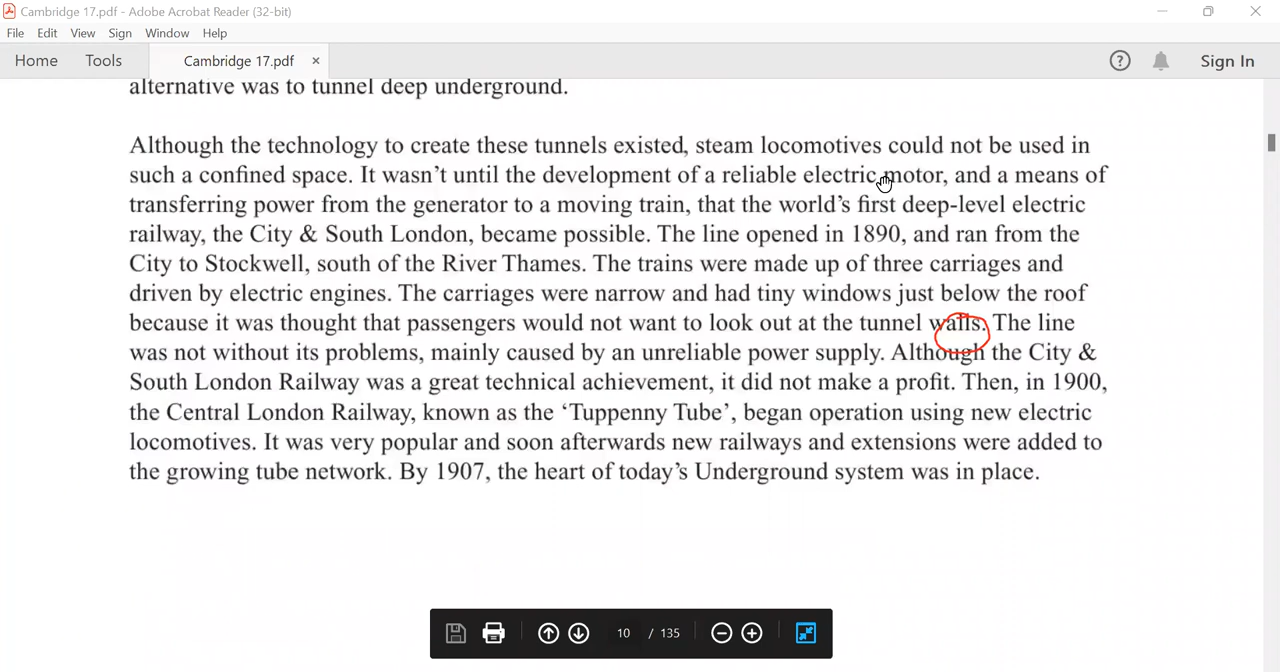 Cambridge 17.pdf - Adobe Acrobat Reader (32-bit)
File Edit View Sign Window Help
Home Tools Cambridge 17.pdf × ? Sign In
alternative was to tunnel deep underground.
Although the technology to create these tunnels existed, steam locomotives could not be used in
such a confined space. It wasn’t until the development of a reliable electric motor, and a means of
transferring power from the generator to a moving train, that the world’s first deep-level electric
railway, the City & South London, became possible. The line opened in 1890, and ran from the
City to Stockwell, south of the River Thames. The trains were made up of three carriages and
driven by electric engines. The carriages were narrow and had tiny windows just below the roof
because it was thought that passengers would not want to look out at the tunnel walls. The line
was not without its problems, mainly caused by an unreliable power supply. Although the City &
South London Railway was a great technical achievement, it did not make a profit. Then, in 1900,
the Central London Railway, known as the ‘Tuppenny Tube’, began operation using new electric
locomotives. It was very popular and soon afterwards new railways and extensions were added to
the growing tube network. By 1907, the heart of today’s Underground system was in place.
10 / 135